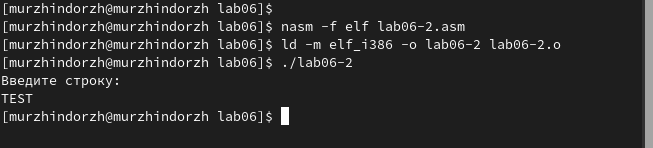 [murzhindorzh@murzhindorzh lab06]$
[murzhindorzh@murzhindorzh lab06]$ nasm -f elf lab06-2.asm
[murzhindorzh@murzhindorzh lab06]$ ld -m elf_i386 -o lab06-2 lab06-2.o
[murzhindorzh@murzhindorzh lab06]$ ./lab06-2
Введите строку:
TEST
[murzhindorzh@murzhindorzh lab06]$